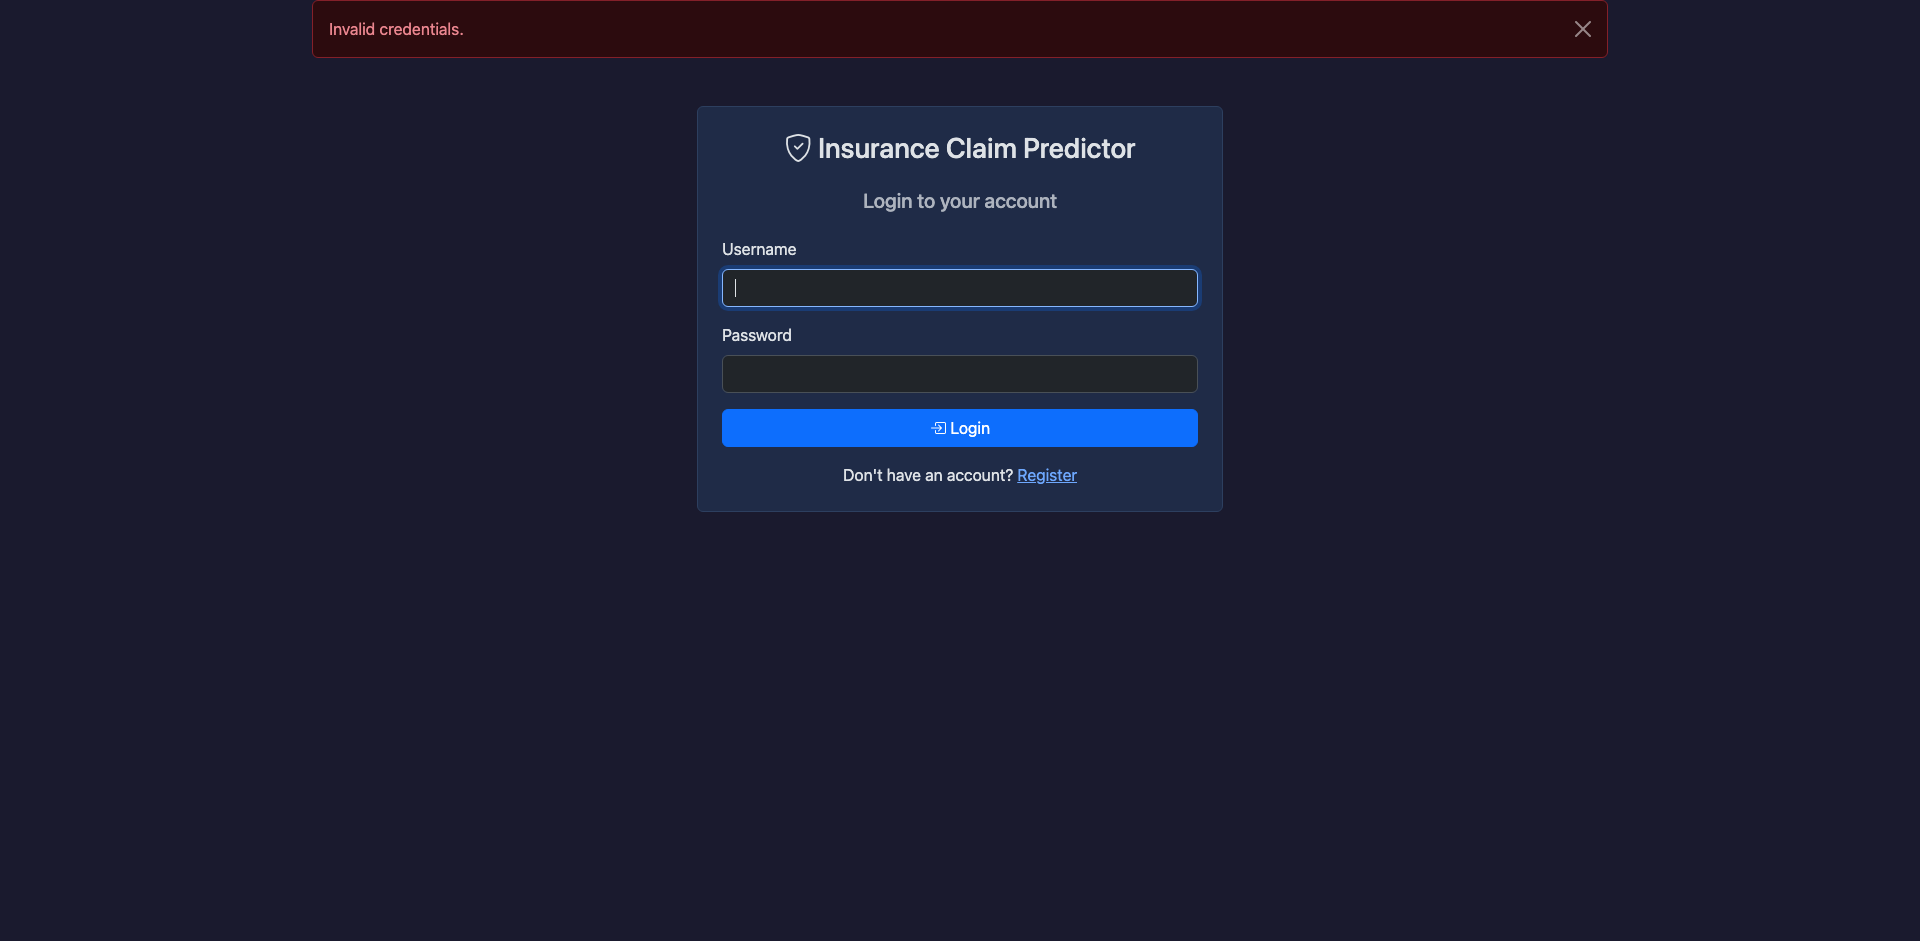 Invalid credentials.
Insurance Claim Predictor
Login to your account
Username
Password
Login
Don't have an account? Register